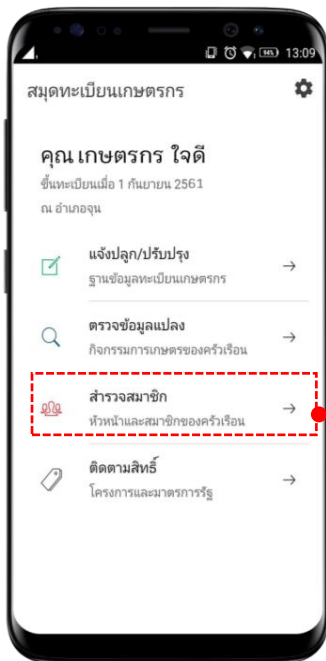 13:09
สมุดทะเบียนเกษตรกร
คุณ เกษตรกร ใจดี
ขึ้นทะเบียนเมื่อ 1 กันยายน 2561
ณ อำเภอจุน
แจ้งปลูก/ปรับปรุง
ฐานข้อมูลทะเบียนเกษตรกร
ตรวจข้อมูลแปลง
กิจกรรมการเกษตรของครัวเรือน
สำรวจสมาชิก
หัวหน้าและสมาชิกของครัวเรือน
ติดตามสิทธิ์
โครงการและมาตรการรัฐ